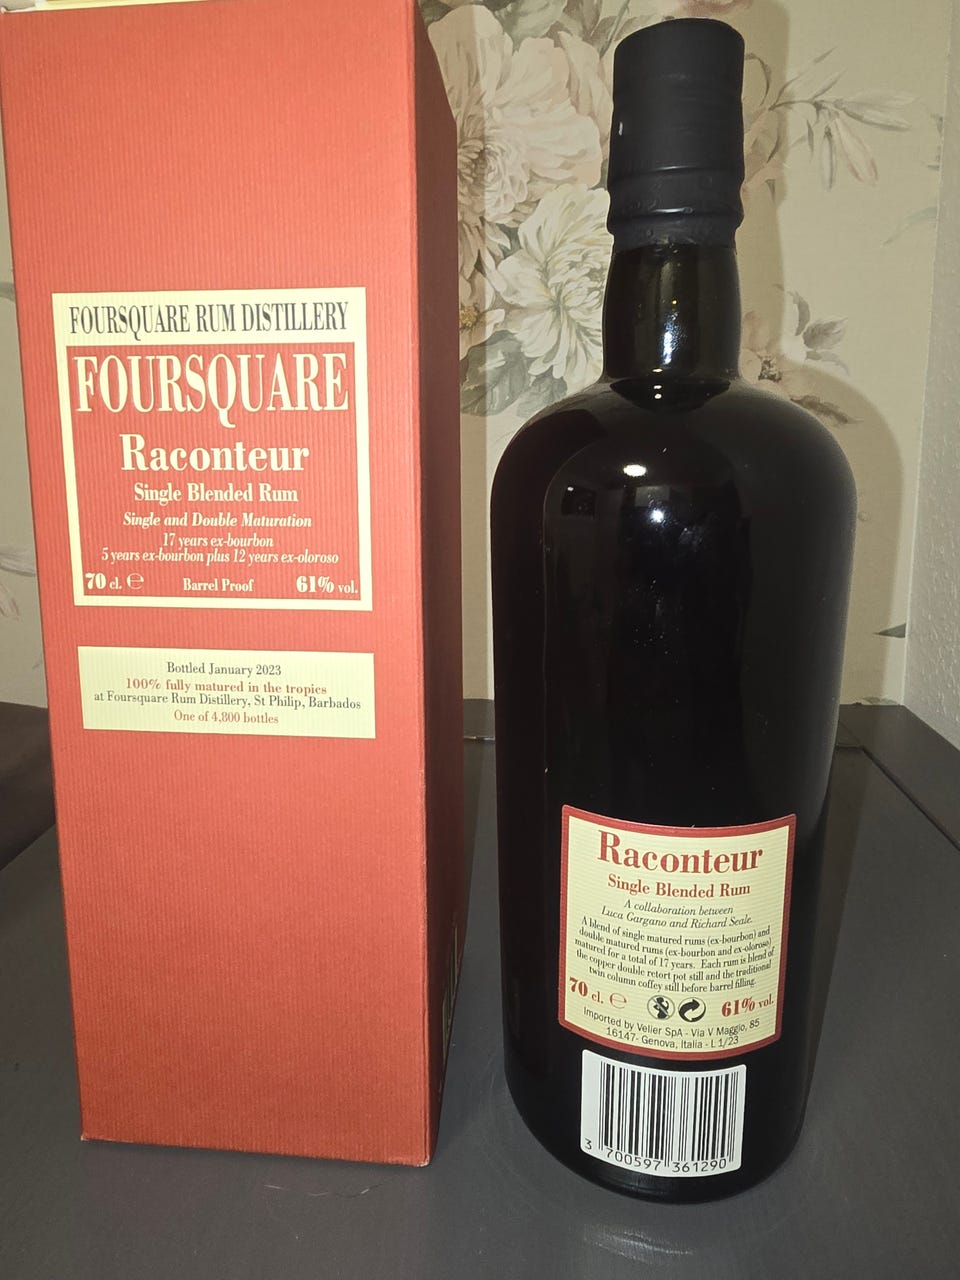 FOURSQUARE RUM DISTILLERY
FOURSQUARE
Raconteur
Single Blended Rum
Single and Double Maturation
17 years ex-bourbon
5 years ex-bourbon plus 12 years ex-oloroso
70 cl. ℮ Barrel Proof 61% vol.
Bottled January 2023
100% fully matured in the tropics
at Foursquare Rum Distillery, St Philip, Barbados
One of 4,800 bottles
Raconteur
Single Blended Rum
A collaboration between
Luca Gargano and Richard Seale.
A blend of single matured rums (ex-bourbon) and
double matured rums (ex-bourbon and ex-oloroso)
matured for a total of 17 years. Each rum is blend of
the copper double retort pot still and the traditional
twin column coffey still before barrel filling.
70 cl. ℮ 61% vol.
Imported by Velier SpA - Via V Maggio, 85
16147- Genova, Italia - L 1/23
3 700597 361290